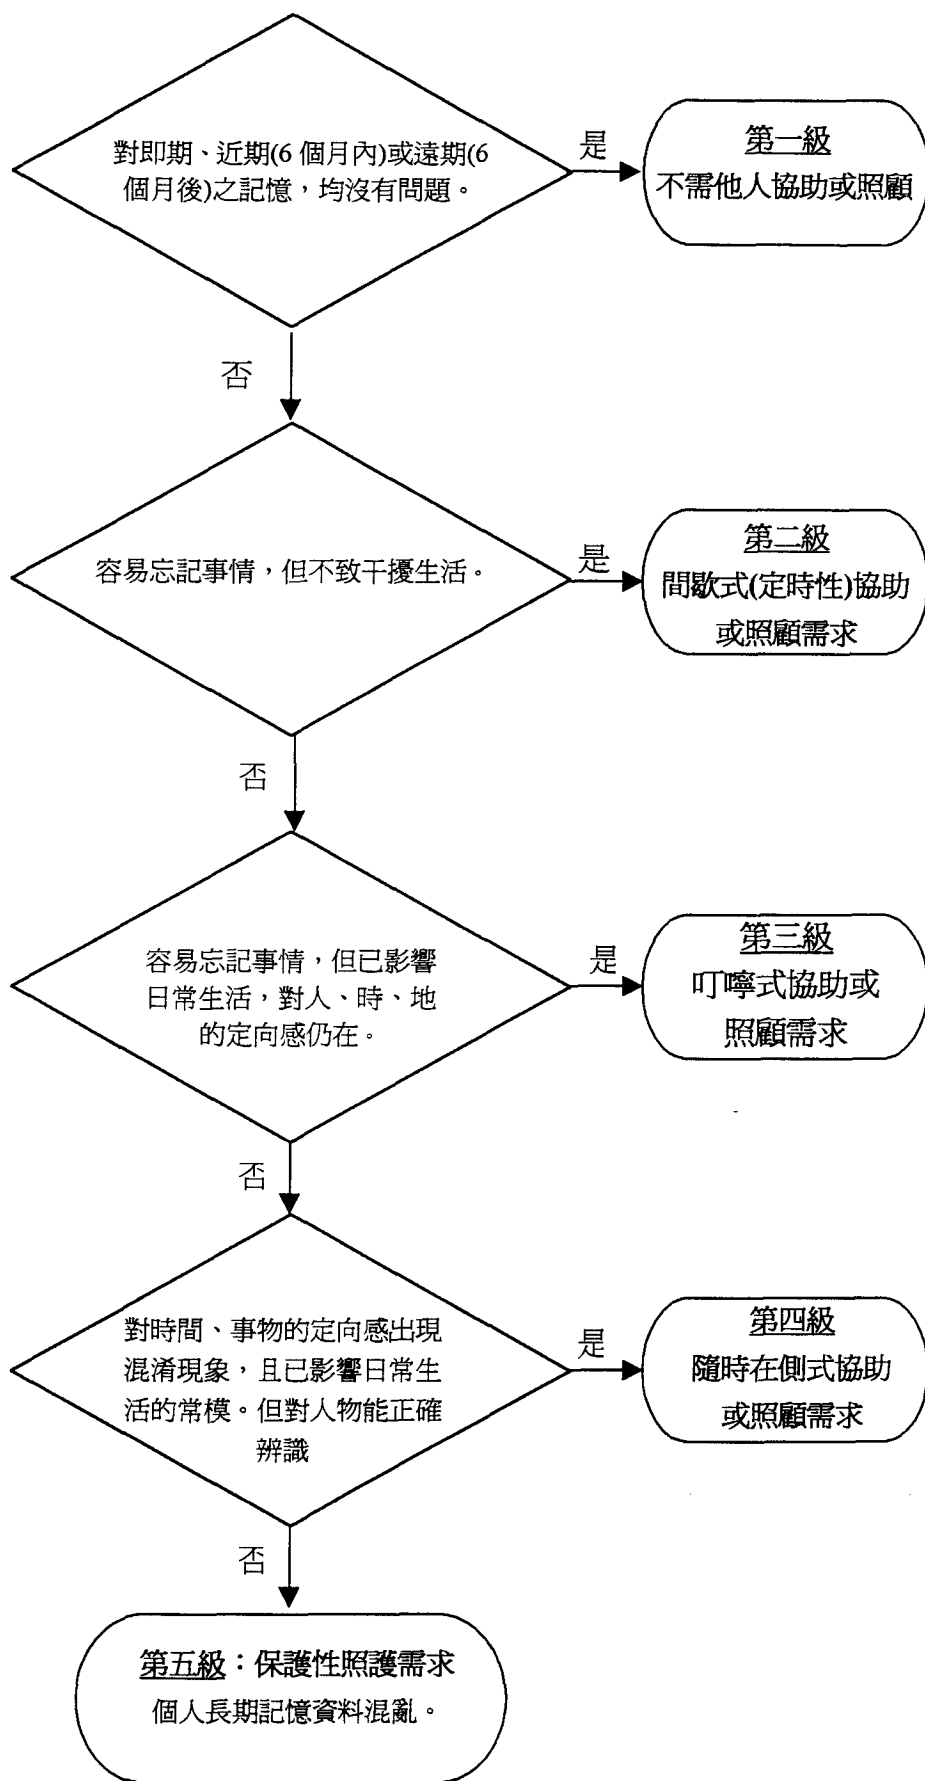 對即期、近期(6 個月內)或遠期(6
個月後)之記憶，均沒有問題。
是
第一級
不需他人協助或照顧
否
容易忘記事情，但不致干擾生活。
是
第二級
間歇式(定時性)協助
或照顧需求
否
容易忘記事情，但已影響
日常生活，對人、時、地
的定向感仍在。
是
第三級
叮嚀式協助或
照顧需求
否
對時間、事物的定向感出現
混淆現象，且已影響日常生
活的常模。但對人物能正確
辨識
是
第四級
隨時在側式協助
或照顧需求
否
第五級：保護性照護需求
個人長期記憶資料混亂。